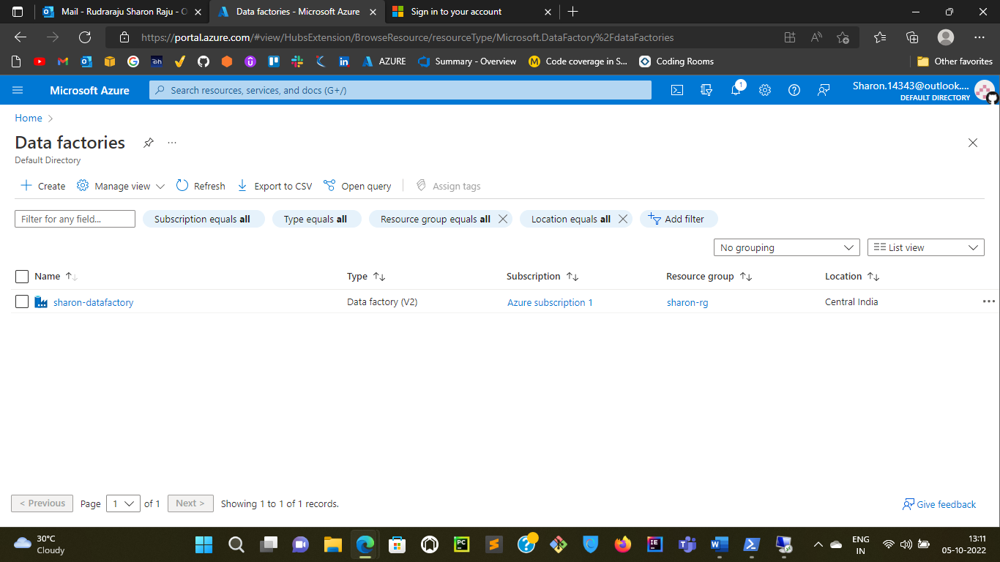 Mail - Rudraraju Sharon Raju - O
Data factories - Microsoft Azure
Sign in to your account
https://portal.azure.com/#view/HubsExtension/BrowseResource/resourceType/Microsoft.DataFactory%2FdataFactories
AZURE
Summary - Overview
Code coverage in S...
Coding Rooms
Other favorites
Microsoft Azure
Search resources, services, and docs (G+/)
1
Sharon.14343@outlook....
DEFAULT DIRECTORY
Home
Data factories
Default Directory
Create
Manage view
Refresh
Export to CSV
Open query
Assign tags
Filter for any field...
Subscription equals all
Type equals all
Resource group equals all
Location equals all
Add filter
No grouping
List view
Name
Type
Subscription
Resource group
Location
sharon-datafactory
Data factory (V2)
Azure subscription 1
sharon-rg
Central India
< Previous
Page
1
of 1
Next >
Showing 1 to 1 of 1 records.
Give feedback
30°C
Cloudy
ENG
IN
13:11
05-10-2022